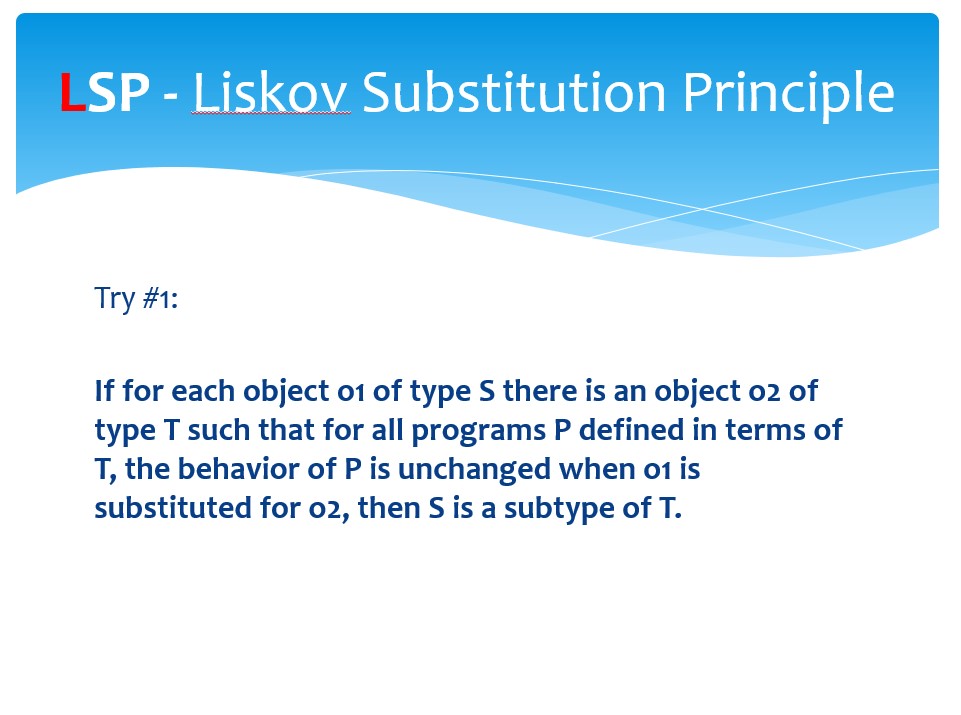 LSP - Liskov Substitution Principle
Try #1:
If for each object o1 of type S there is an object o2 of
type T such that for all programs P defined in terms of
T, the behavior of P is unchanged when o1 is
substituted for o2, then S is a subtype of T.